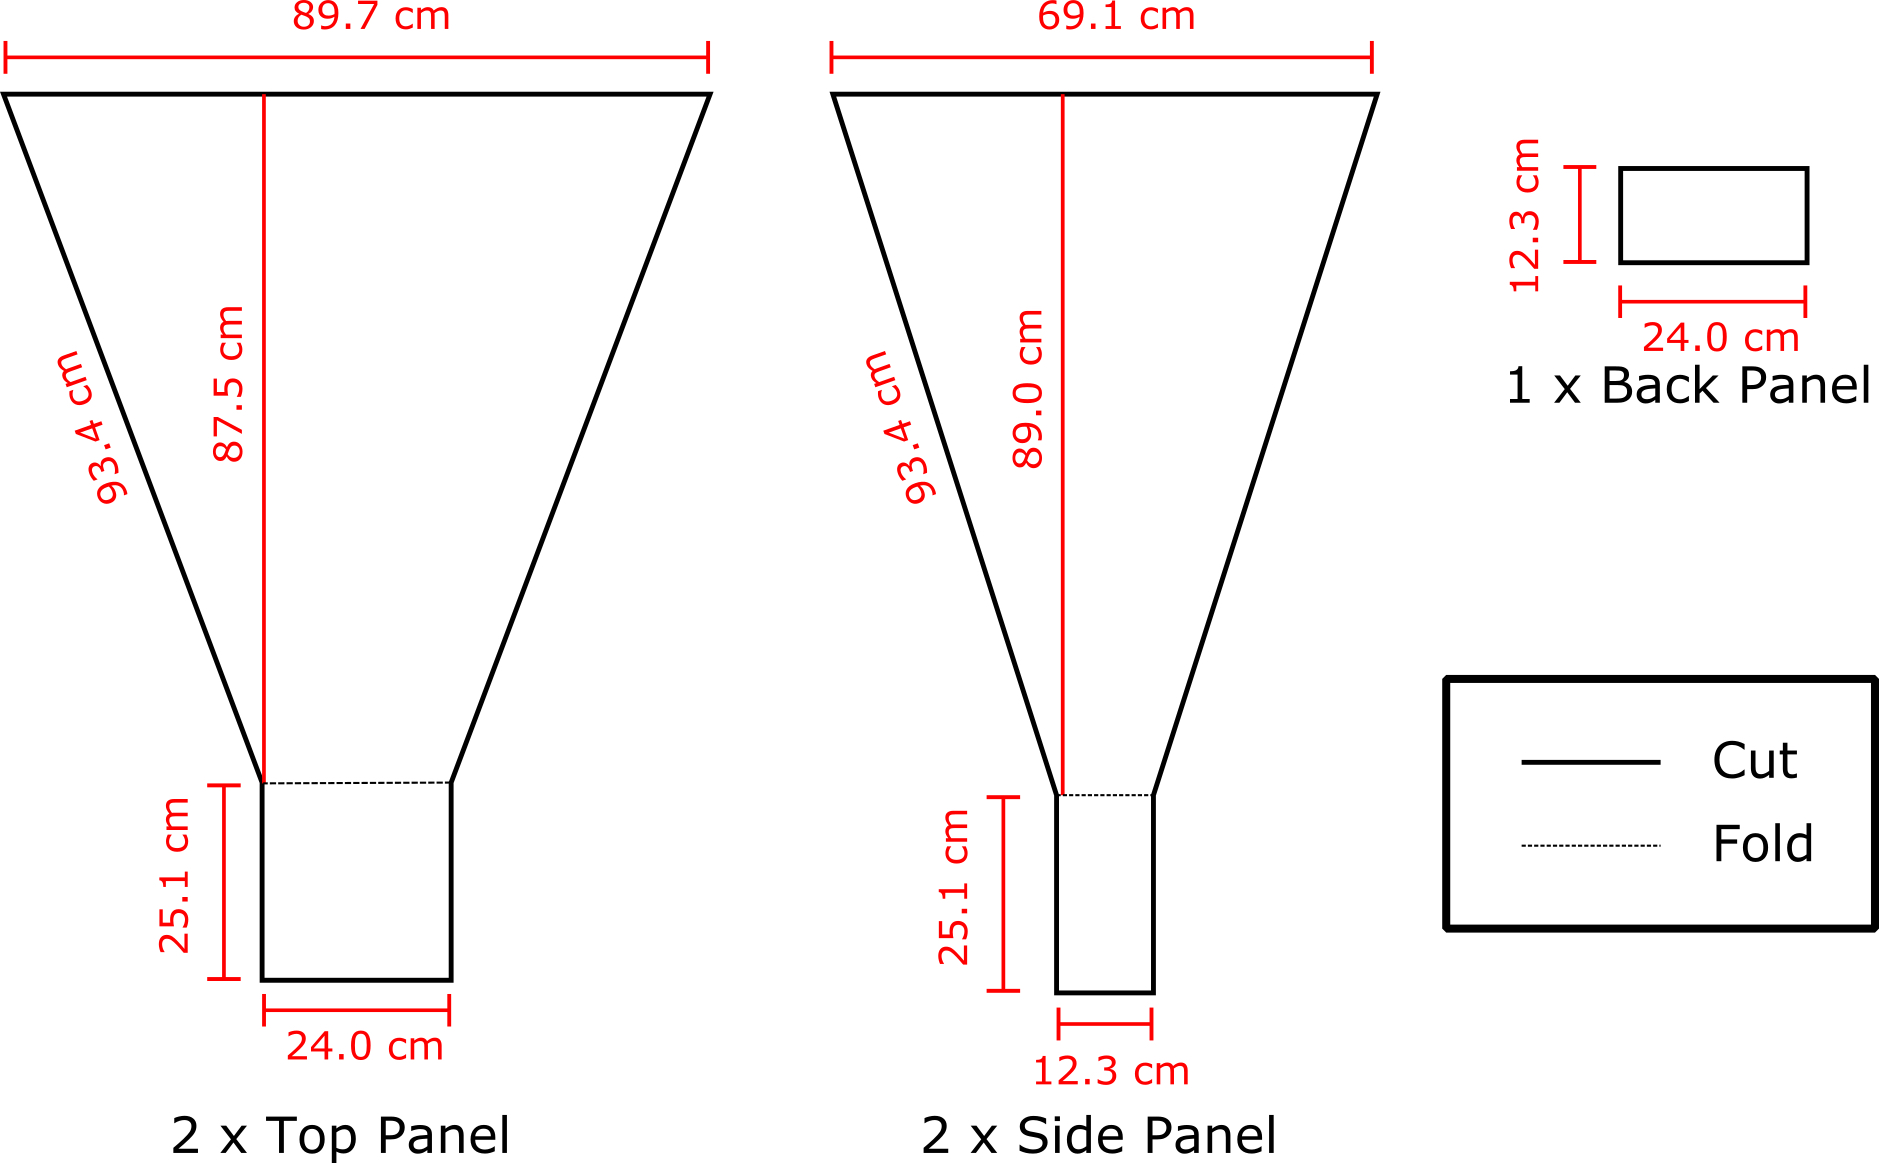 89.7 cm
69.1 cm
12.3 cm
24.0 cm
1 x Back Panel
93.4 cm
87.5 cm
93.4 cm
89.0 cm
Cut
Fold
25.1 cm
25.1 cm
24.0 cm
12.3 cm
2 x Top Panel
2 x Side Panel